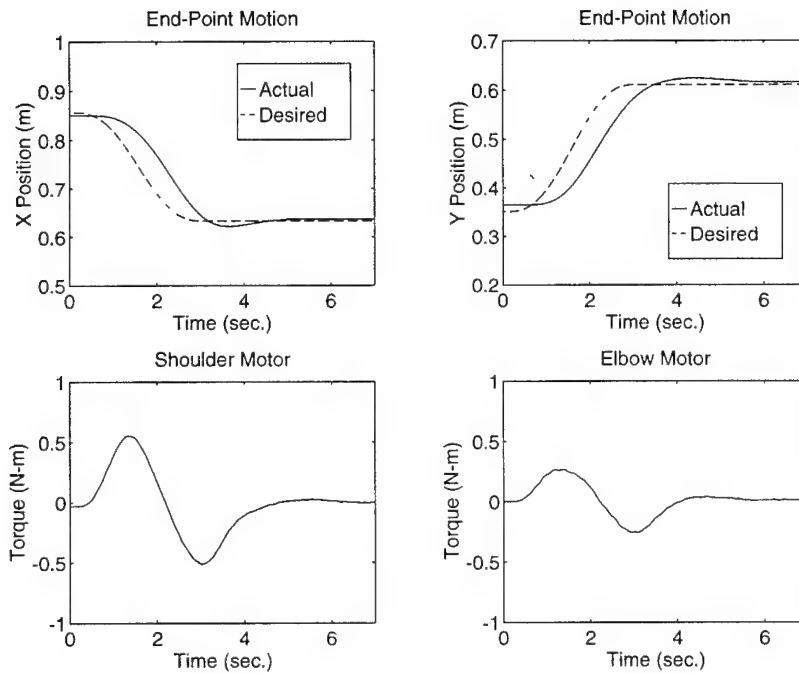 End-Point Motion
1
0.9
0.8
0.7
0.6
0.5
X Position (m)
Actual
Desired
0
2
4
6
Time (sec.)
End-Point Motion
0.7
0.6
0.5
0.4
0.3
0.2
Y Position (m)
Actual
Desired
0
2
4
6
Time (sec.)
Shoulder Motor
1
0.5
0
-0.5
-1
Torque (N-m)
0
2
4
6
Time (sec.)
Elbow Motor
1
0.5
0
-0.5
-1
Torque (N-m)
0
2
4
6
Time (sec.)